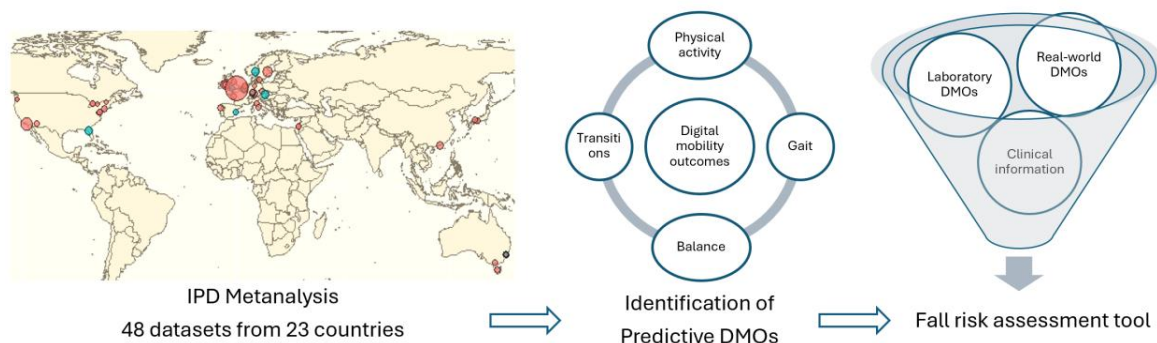 Physical
activity
Transiti
ons
Digital
mobility
outcomes
Gait
Balance
Laboratory
DMOs
Real-world
DMOs
Clinical
information
IPD Metanalysis
48 datasets from 23 countries
Identification of
Predictive DMOs
Fall risk assessment tool